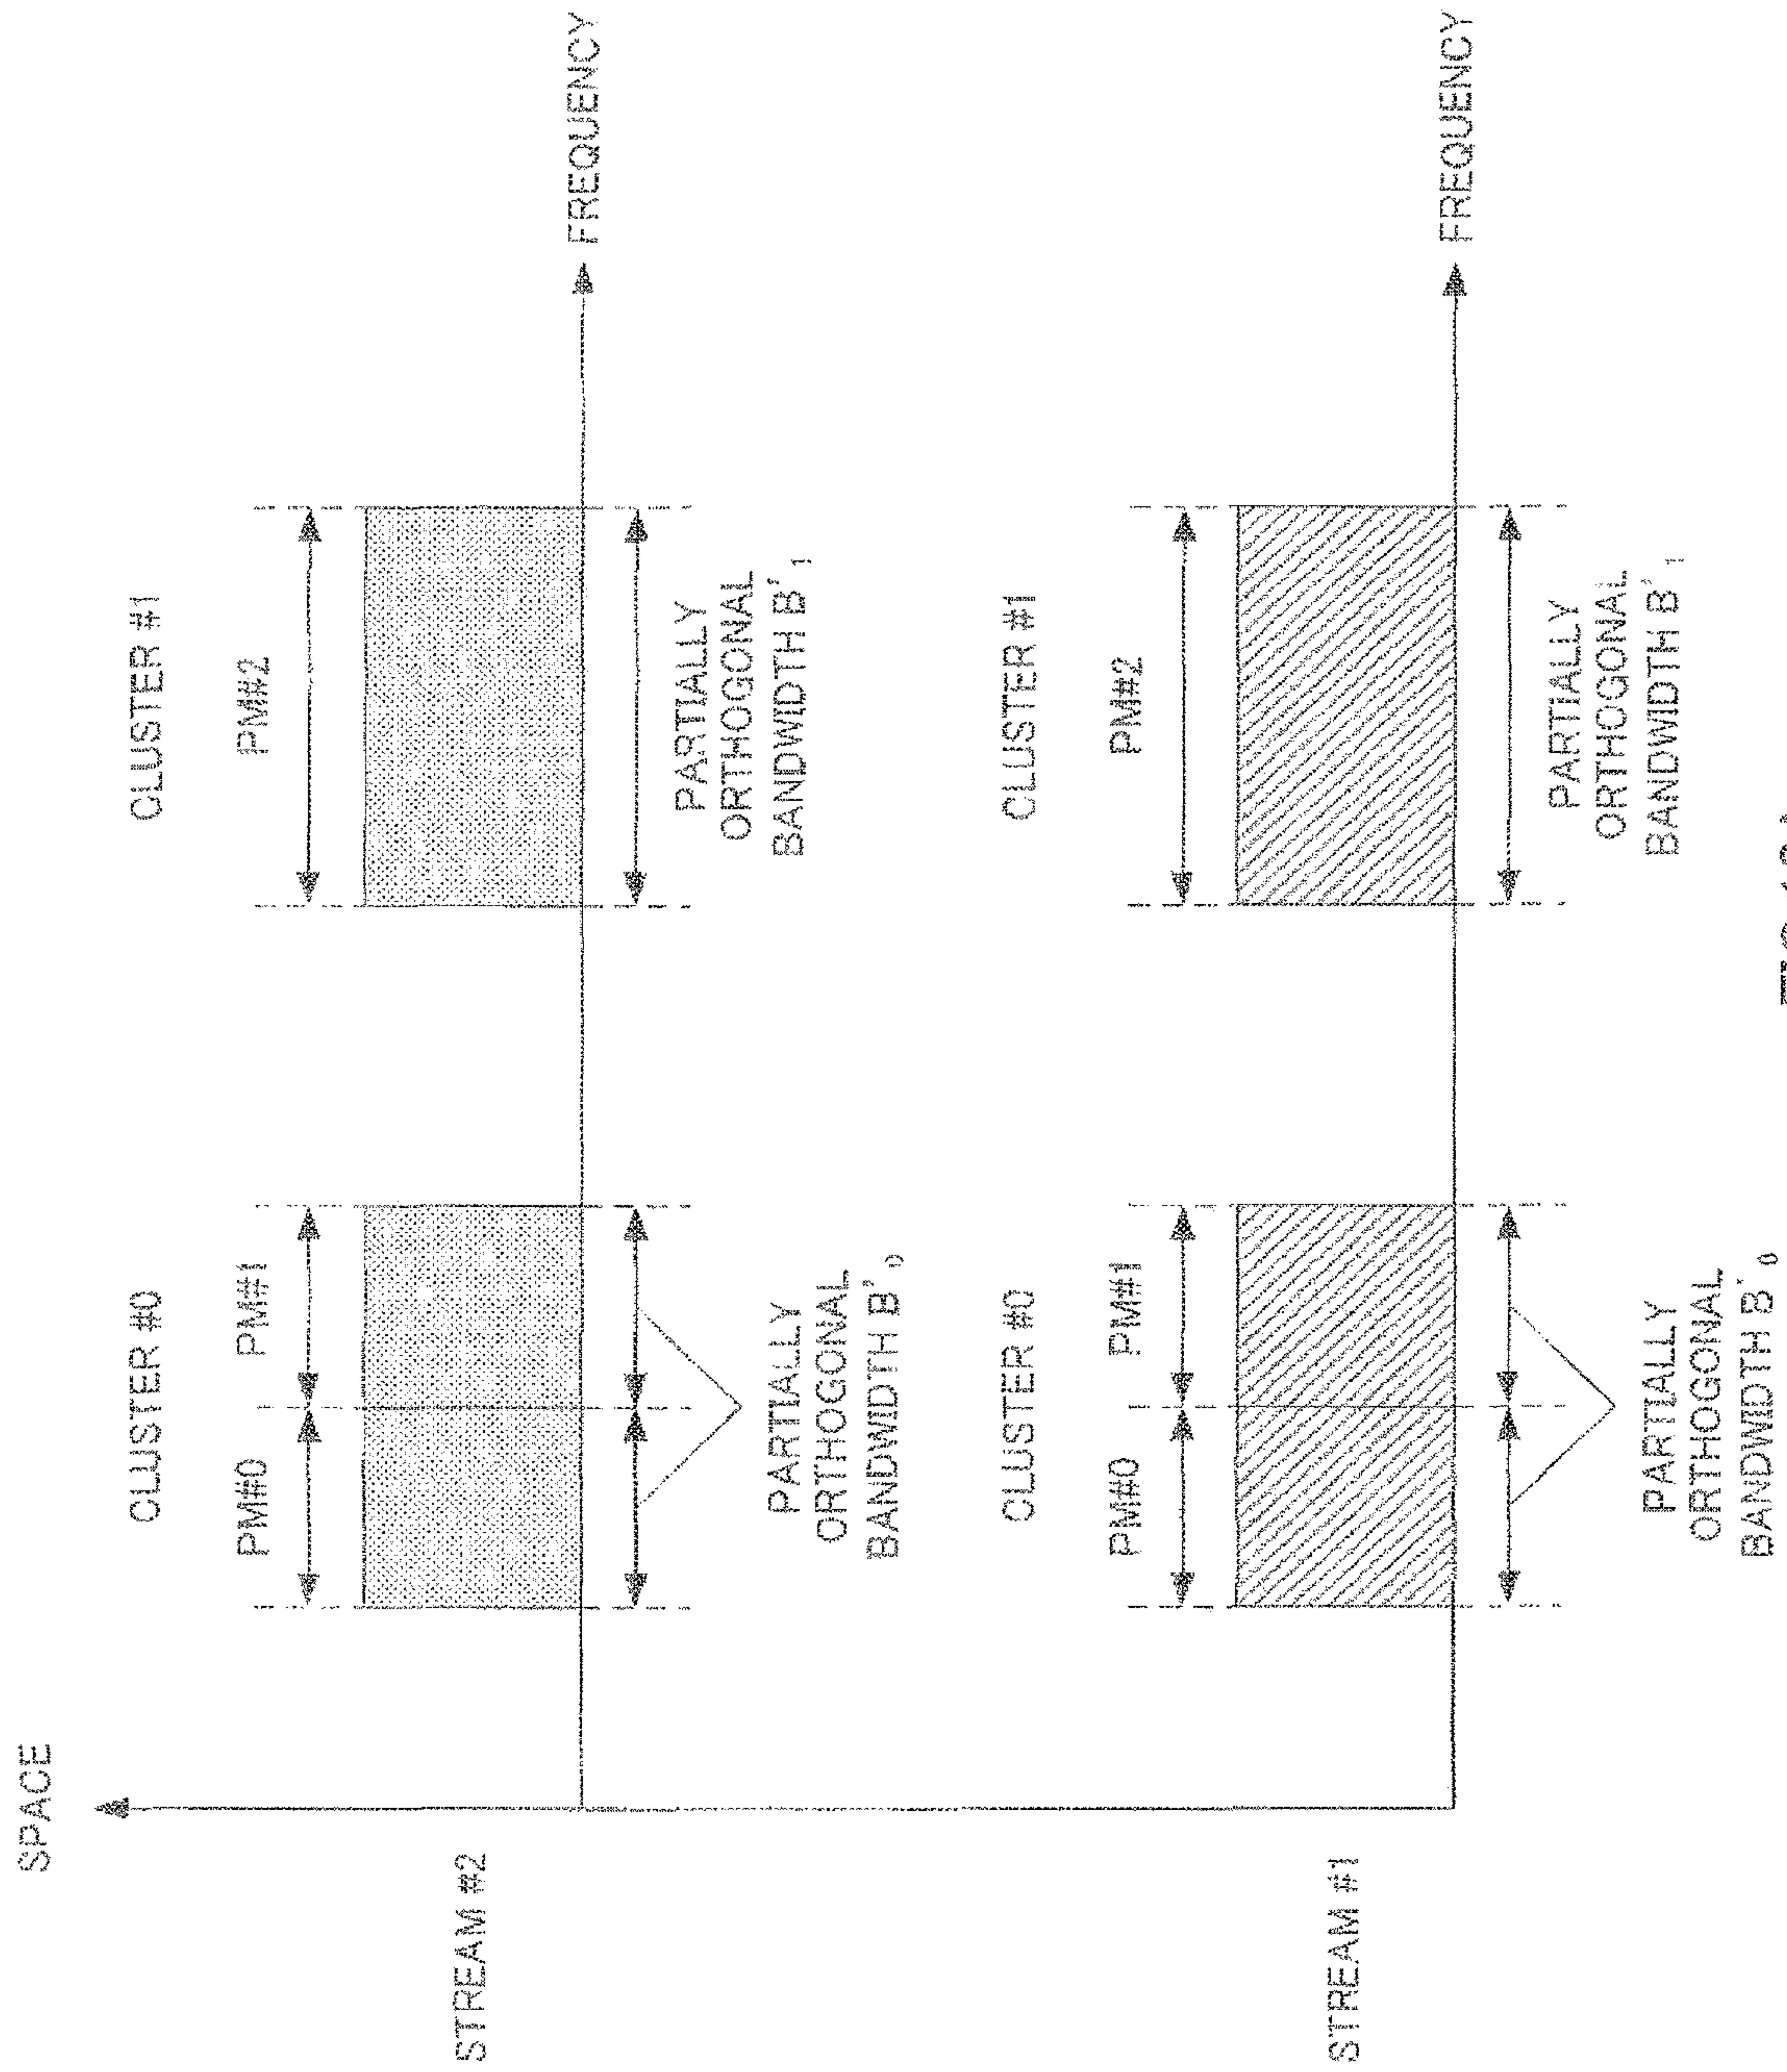 SPACE
STREAM #2
CLUSTER #0
CLUSTER #1
PM#0
PM#1
PM#2
FREQUENCY
PARTIALLY
ORTHOGONAL
BANDWIDTH B'0
PARTIALLY
ORTHOGONAL
BANDWIDTH B'1
STREAM #1
CLUSTER #0
CLUSTER #1
PM#0
PM#1
PM#2
FREQUENCY
PARTIALLY
ORTHOGONAL
BANDWIDTH B'0
PARTIALLY
ORTHOGONAL
BANDWIDTH B'1